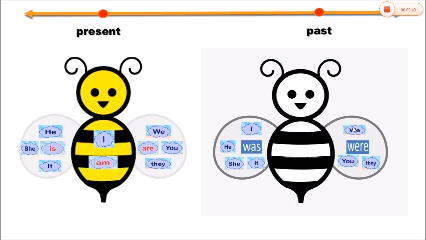 present
past
He
She is
It
I
am
We
are You
they
I
He was
She It
We
were
You they